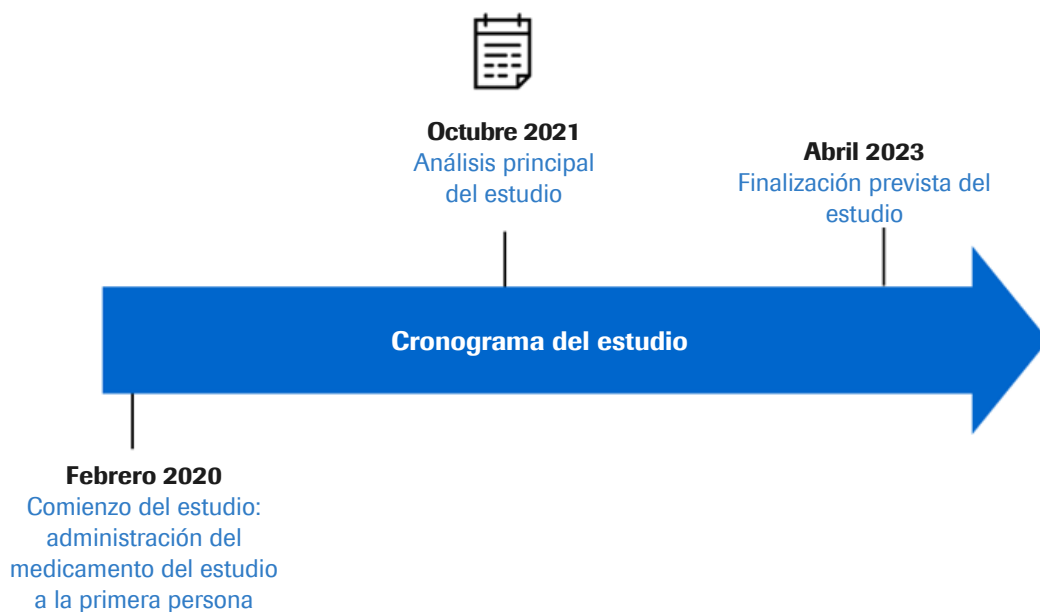 Octubre 2021
Análisis principal
del estudio
Abril 2023
Finalización prevista del
estudio
Cronograma del estudio
Febrero 2020
Comienzo del estudio:
administración del
medicamento del estudio
a la primera persona